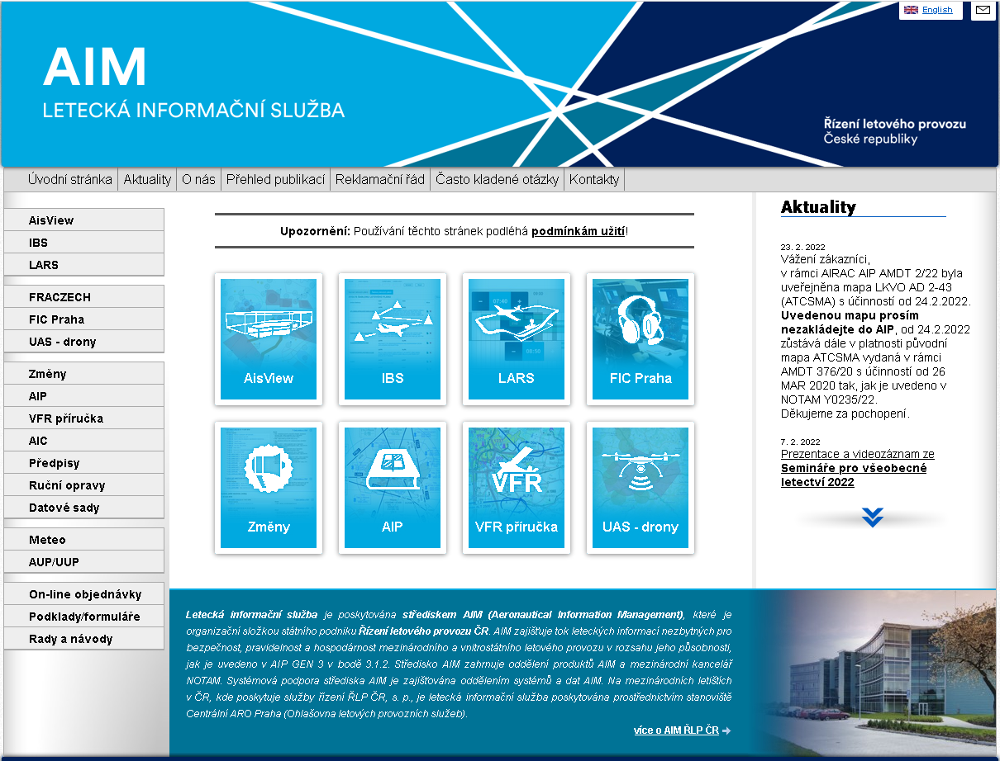 English
AIM
LETECKÁ INFORMAČNÍ SLUŽBA
Řízení letového provozu
České republiky
Úvodní stránka
Aktuality
O nás
Přehled publikací
Reklamační řád
Často kladené otázky
Kontakty
AisView
IBS
LARS
FRACZECH
FIC Praha
UAS - drony
Změny
AIP
VFR příručka
AIC
Předpisy
Ruční opravy
Datové sady
Meteo
AUP/UUP
On-line objednávky
Podklady/formuláře
Rady a návody
Upozornění: Používání těchto stránek podléhá podmínkám užití!
AisView
IBS
LARS
FIC Praha
Změny
AIP
VFR
VFR příručka
UAS - drony
Aktuality
23. 2. 2022
Vážení zákazníci,
v rámci AIRAC AIP AMDT 2/22 byla
uveřejněna mapa LKVO AD 2-43
(ATCSMA) s účinností od 24.2.2022.
Uvedenou mapu prosím
nezakládejte do AIP, od 24.2.2022
zůstává dále v platnosti původní
mapa ATCSMA vydaná v rámci
AMDT 376/20 s účinností od 26
MAR 2020 tak, jak je uvedeno v
NOTAM Y0235/22.
Děkujeme za pochopení.
7. 2. 2022
Prezentace a videozáznam ze
Semináře pro všeobecné
letectví 2022
Letecká informační služba je poskytována střediskem AIM (Aeronautical Information Management), které je
organizační složkou státního podniku Řízení letového provozu ČR. AIM zajišťuje tok leteckých informací nezbytných pro
bezpečnost, pravidelnost a hospodárnost mezinárodního a vnitrostátního letového provozu v rozsahu jeho působnosti,
jak je uvedeno v AIP GEN 3 v bodě 3.1.2. Středisko AIM zahrnuje oddělení produktů AIM a mezinárodní kancelář
NOTAM. Systémová podpora střediska AIM je zajišťována oddělením systémů a dat AIM. Na mezinárodních letištích
v ČR, kde poskytuje služby řízení ŘLP ČR, s. p., je letecká informační služba poskytována prostřednictvím stanoviště
Centrální ARO Praha (Ohlašovna letových provozních služeb).
více o AIM ŘLP ČR